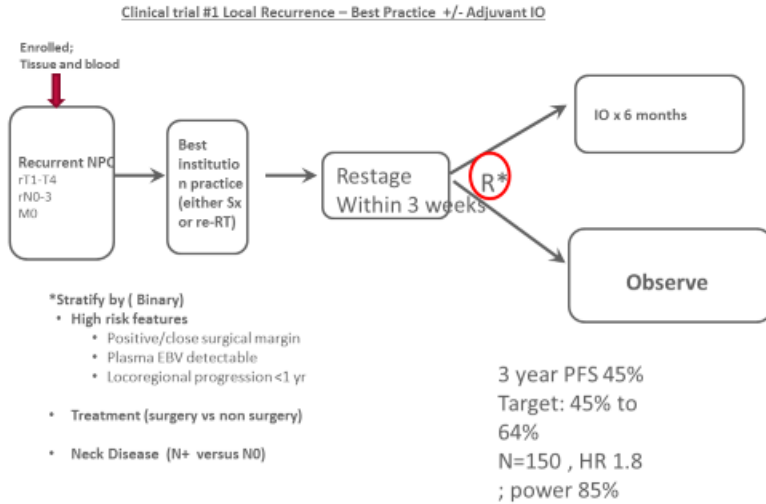 Clinical trial #1 Local Recurrence – Best Practice +/- Adjuvant IO
Enrolled;
Tissue and blood
Recurrent NPC
rT1-T4
rN0-3
M0
Best
institutio
n practice
(either Sx
or re-RT)
Restage
Within 3 weeks
R*
IO x 6 months
Observe
*Stratify by ( Binary)
• High risk features
• Positive/close surgical margin
• Plasma EBV detectable
• Locoregional progression <1 yr
• Treatment (surgery vs non surgery)
• Neck Disease (N+ versus N0)
3 year PFS 45%
Target: 45% to
64%
N=150 , HR 1.8
; power 85%